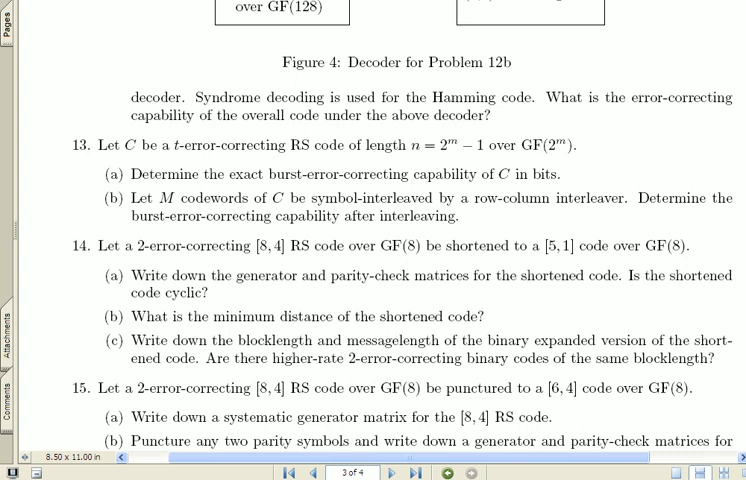 Pages
over GF(128)
Figure 4: Decoder for Problem 12b
decoder. Syndrome decoding is used for the Hamming code. What is the error-correcting
capability of the overall code under the above decoder?
13. Let C be a t-error-correcting RS code of length n = 2^m − 1 over GF(2^m).
(a) Determine the exact burst-error-correcting capability of C in bits.
(b) Let M codewords of C be symbol-interleaved by a row-column interleaver. Determine the
burst-error-correcting capability after interleaving.
14. Let a 2-error-correcting [8, 4] RS code over GF(8) be shortened to a [5, 1] code over GF(8).
(a) Write down the generator and parity-check matrices for the shortened code. Is the shortened
code cyclic?
(b) What is the minimum distance of the shortened code?
Attachments
(c) Write down the blocklength and messagelength of the binary expanded version of the short-
ened code. Are there higher-rate 2-error-correcting binary codes of the same blocklength?
Comments
15. Let a 2-error-correcting [8, 4] RS code over GF(8) be punctured to a [6, 4] code over GF(8).
(a) Write down a systematic generator matrix for the [8, 4] RS code.
(b) Puncture any two parity symbols and write down a generator and parity-check matrices for
8.50 x 11.00 in
3 of 4